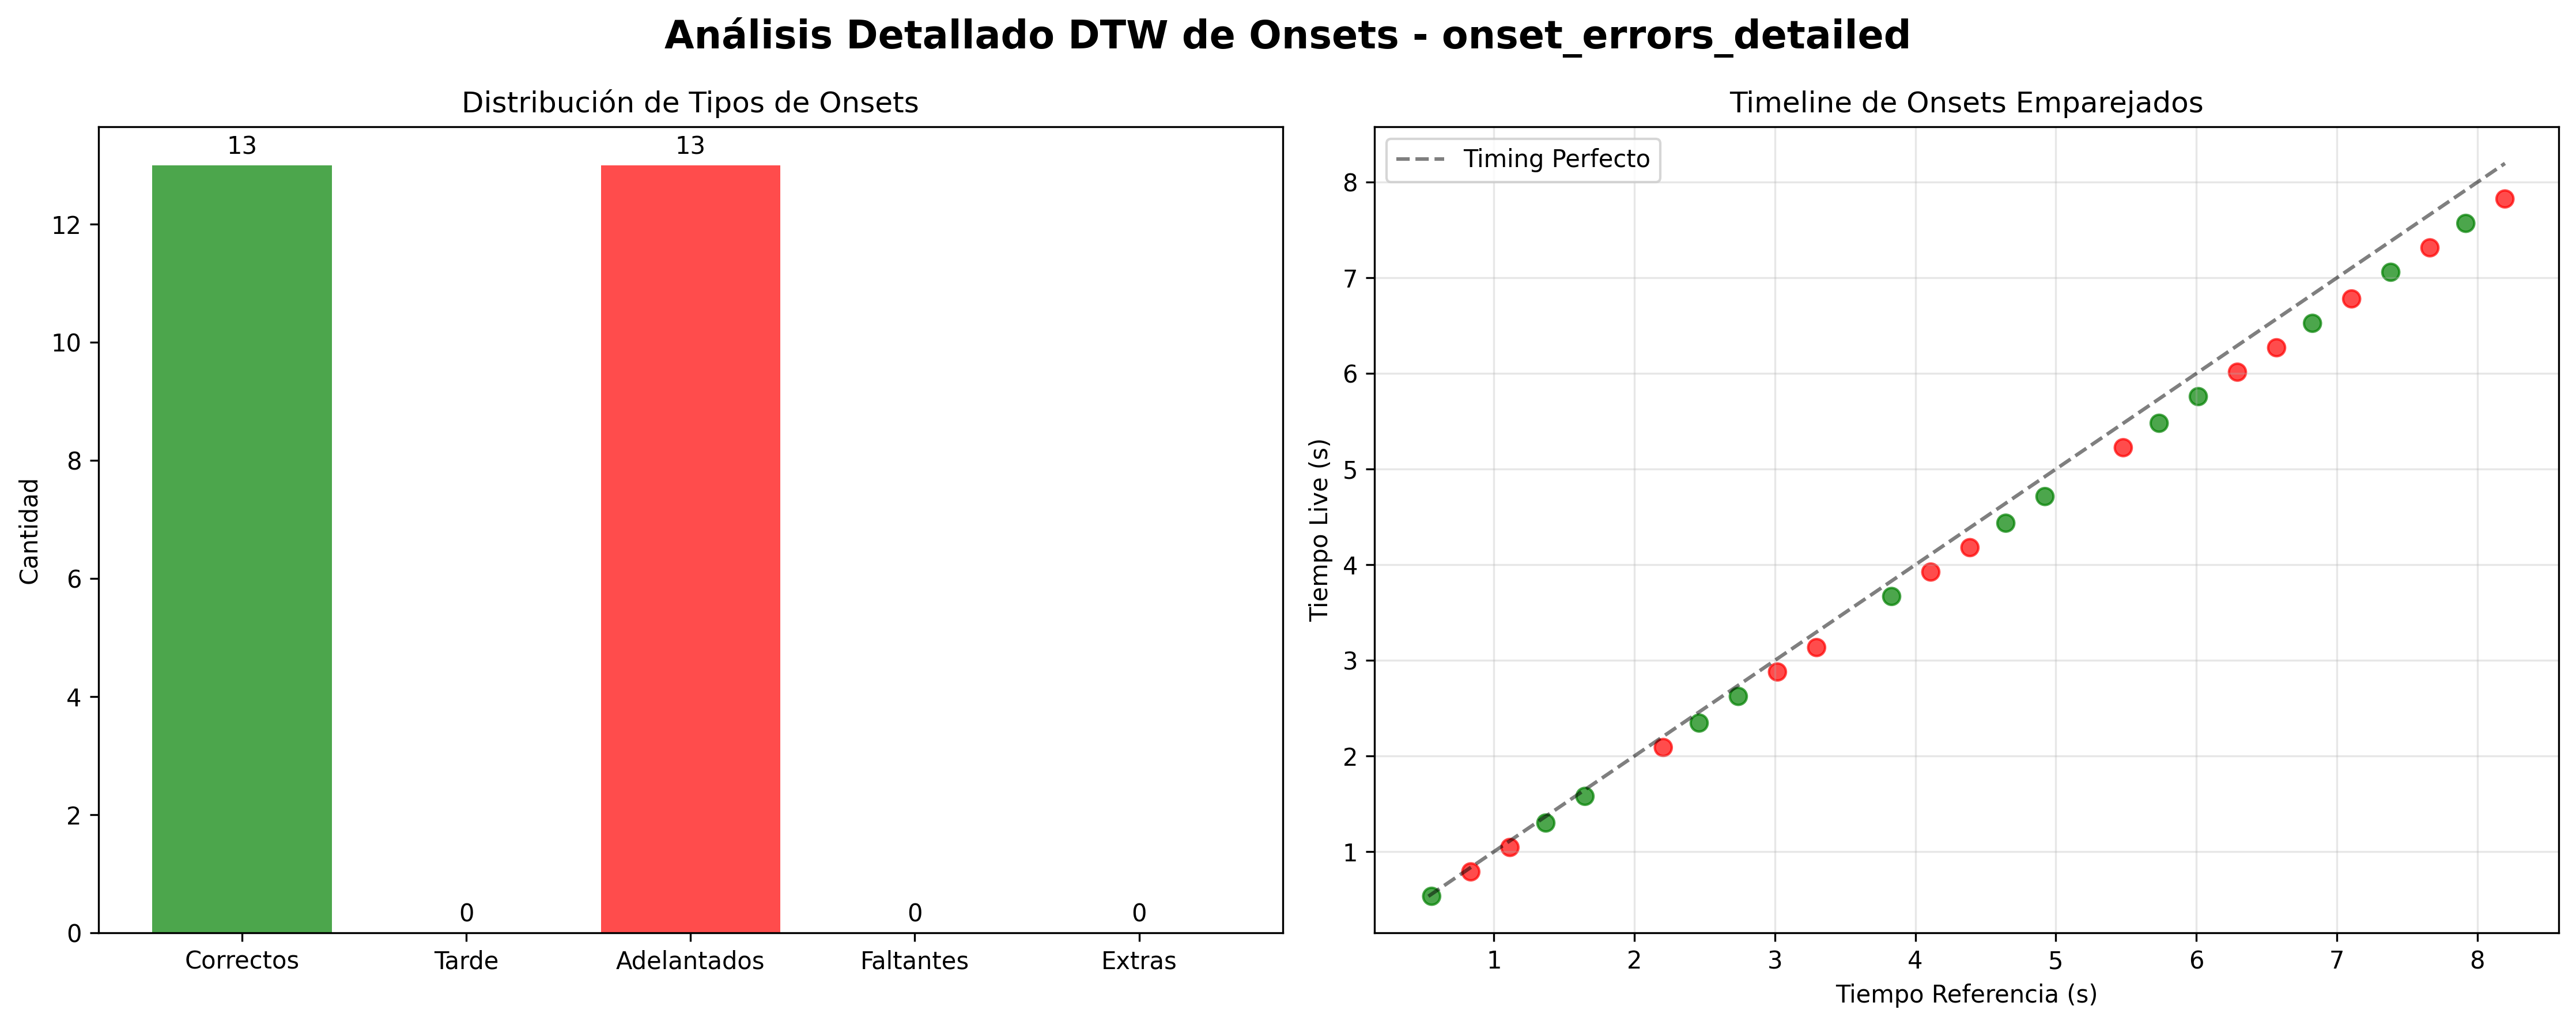 Análisis Detallado DTW de Onsets - onset_errors_detailed
Distribución de Tipos de Onsets
13
0
13
0
0
Cantidad
12
10
8
6
4
2
0
Correctos
Tarde
Adelantados
Faltantes
Extras
Timeline de Onsets Emparejados
Timing Perfecto
Tiempo Live (s)
8
7
6
5
4
3
2
1
1
2
3
4
5
6
7
8
Tiempo Referencia (s)